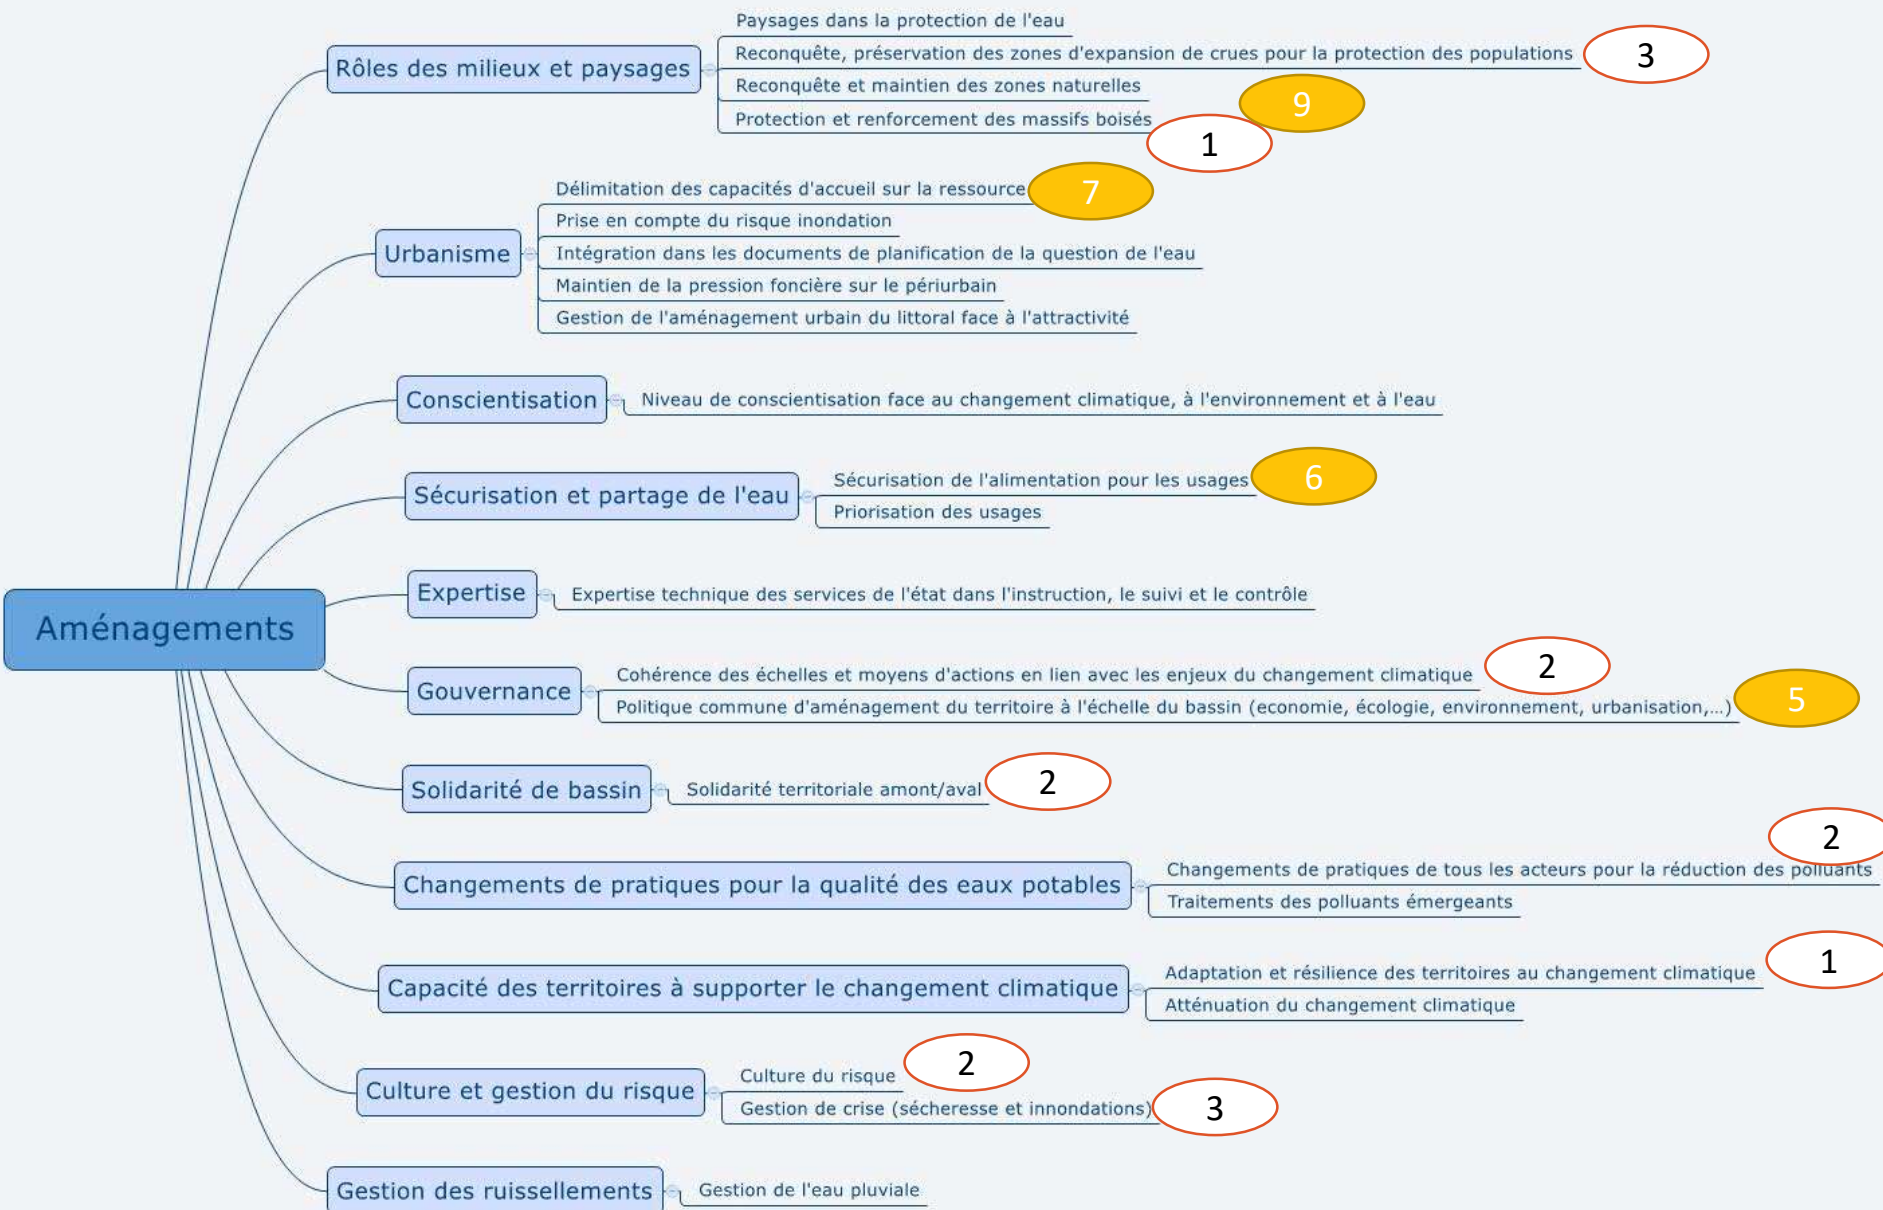 Aménagements
Rôles des milieux et paysages
Paysages dans la protection de l'eau
Reconquête, préservation des zones d'expansion de crues pour la protection des populations
3
Reconquête et maintien des zones naturelles
9
Protection et renforcement des massifs boisés
1
Urbanisme
Délimitation des capacités d'accueil sur la ressource
7
Prise en compte du risque inondation
Intégration dans les documents de planification de la question de l'eau
Maintien de la pression foncière sur le périurbain
Gestion de l'aménagement urbain du littoral face à l'attractivité
Conscientisation
Niveau de conscientisation face au changement climatique, à l'environnement et à l'eau
Sécurisation et partage de l'eau
Sécurisation de l'alimentation pour les usages
6
Priorisation des usages
Expertise
Expertise technique des services de l'état dans l'instruction, le suivi et le contrôle
Gouvernance
Cohérence des échelles et moyens d'actions en lien avec les enjeux du changement climatique
2
Politique commune d'aménagement du territoire à l'échelle du bassin (economie, écologie, environnement, urbanisation,...)
5
Solidarité de bassin
Solidarité territoriale amont/aval
2
Changements de pratiques pour la qualité des eaux potables
2
Changements de pratiques de tous les acteurs pour la réduction des polluants
Traitements des polluants émergeants
Capacité des territoires à supporter le changement climatique
Adaptation et résilience des territoires au changement climatique
1
Atténuation du changement climatique
Culture et gestion du risque
Culture du risque
2
Gestion de crise (sécheresse et innondations)
3
Gestion des ruissellements
Gestion de l'eau pluviale